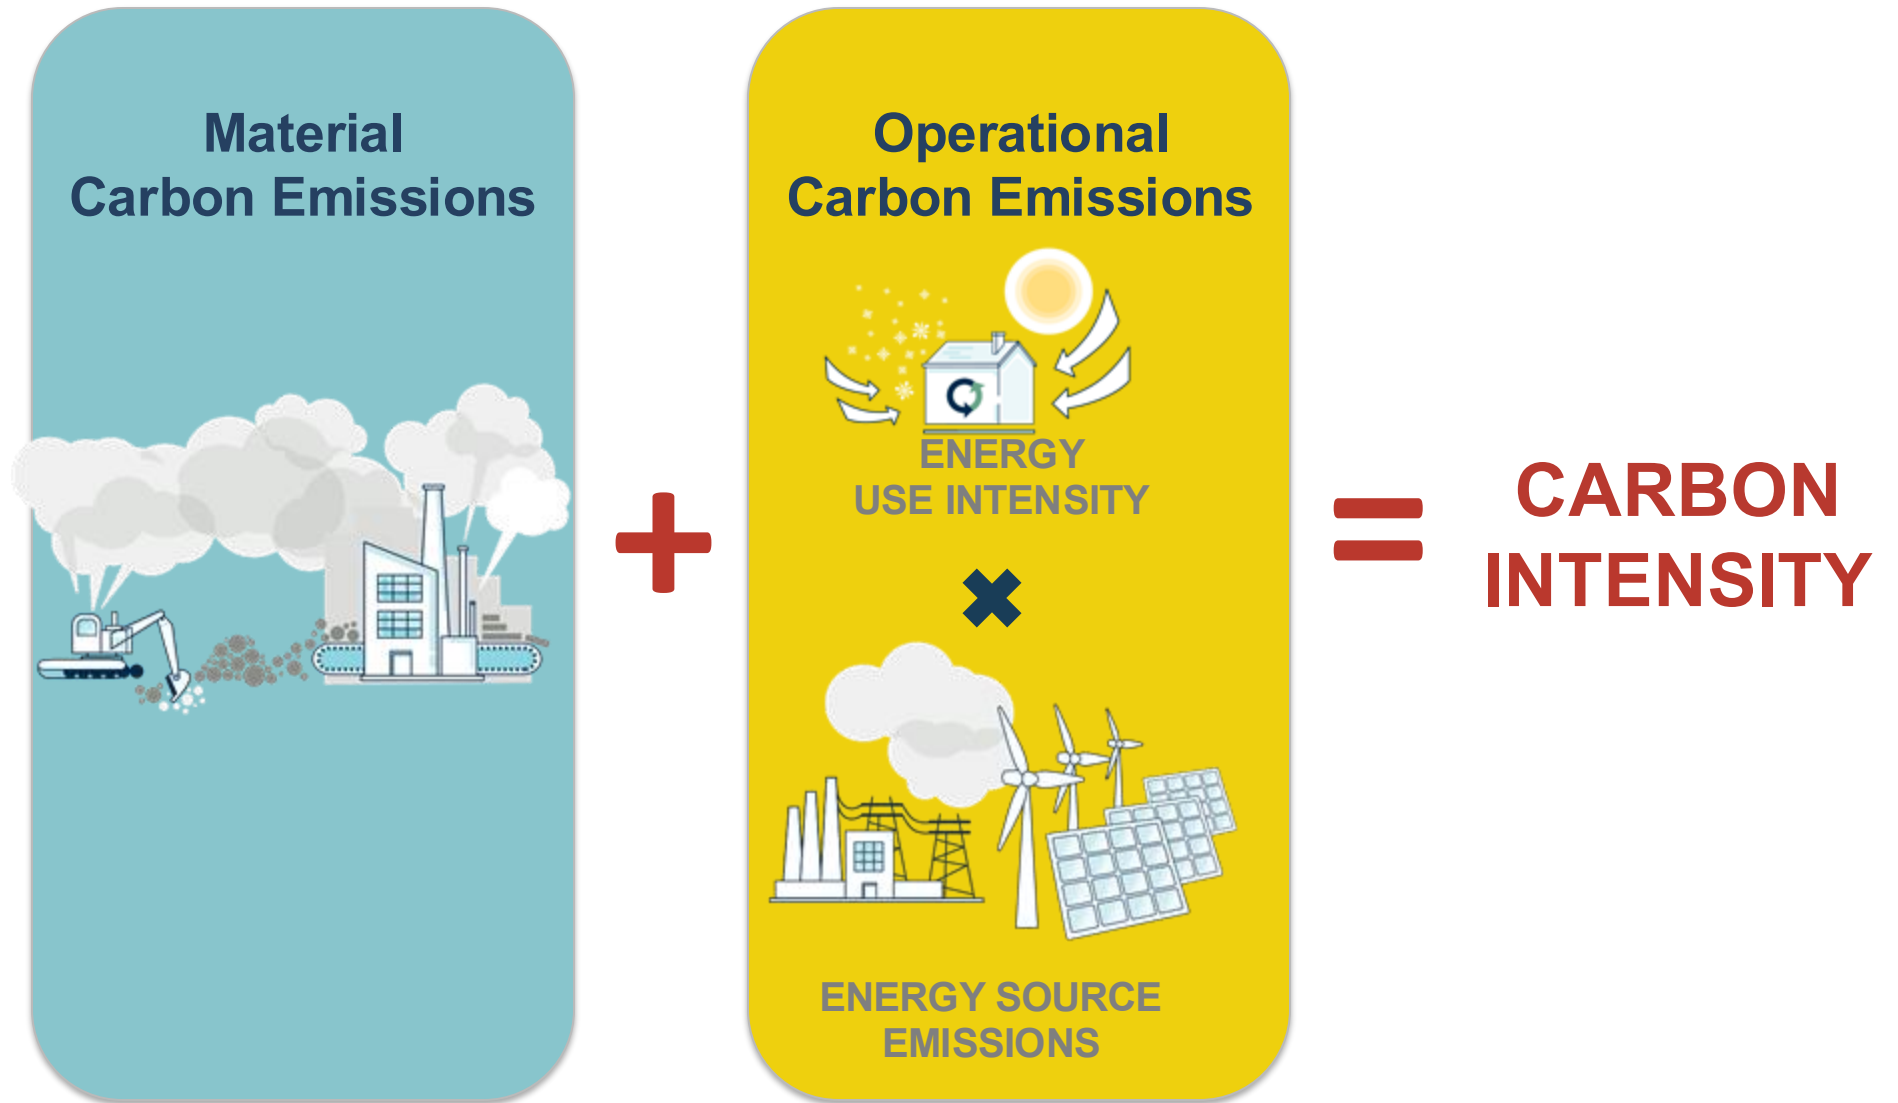 Material
Carbon Emissions
+
Operational
Carbon Emissions
ENERGY
USE INTENSITY
✖
ENERGY SOURCE
EMISSIONS
=
CARBON
INTENSITY